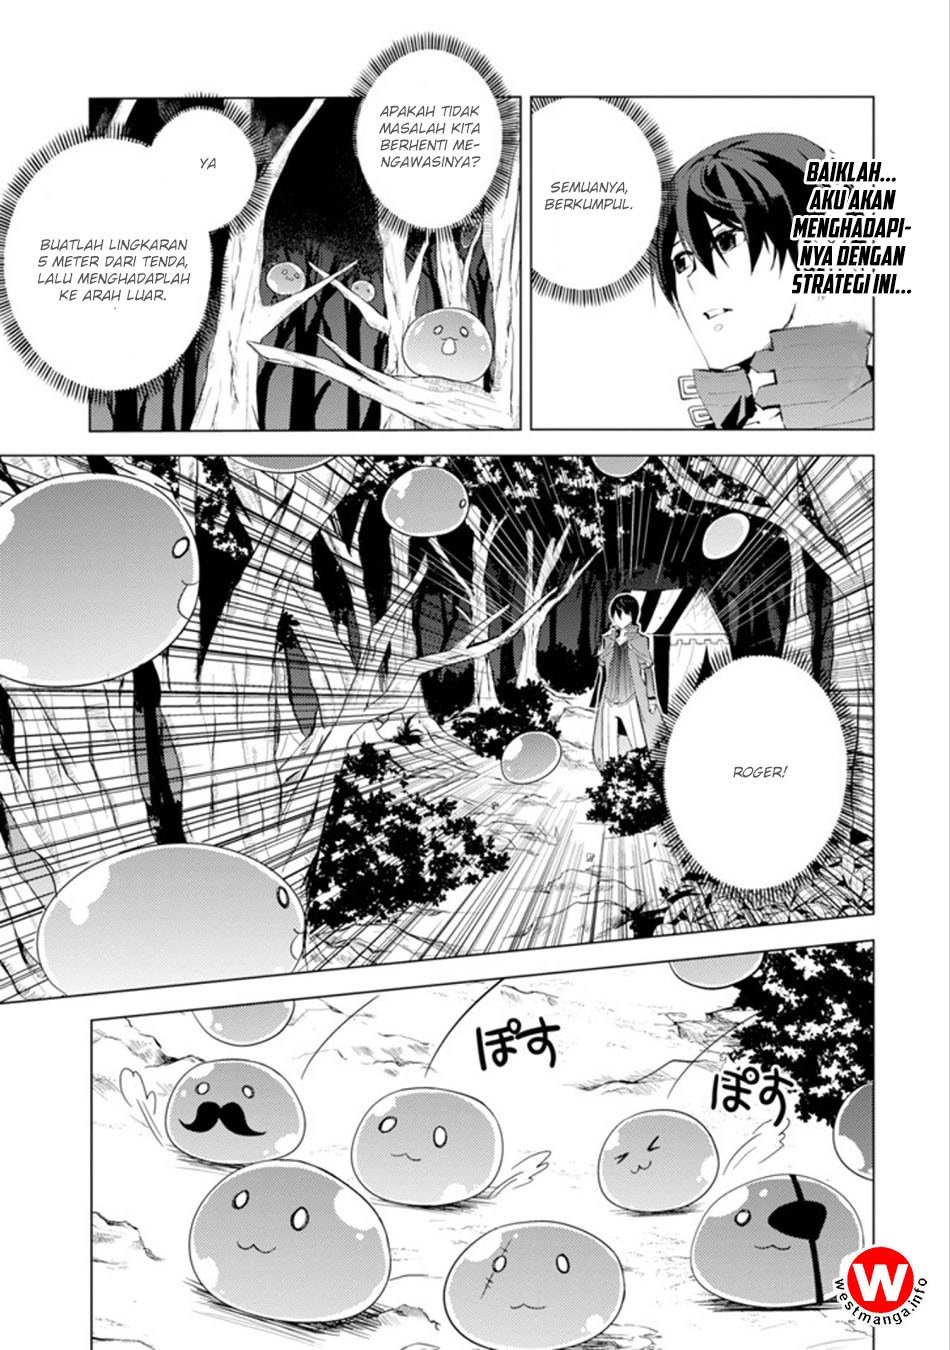 BAIKLAH...
AKU AKAN
MENGHADAPI-
NYA DENGAN
STRATEGI INI...
SEMUANYA,
BERKUMPUL.
APAKAH TIDAK
MASALAH KITA
BERHENTI ME-
NGAWASINYA?
YA
BUATLAH LINGKARAN
5 METER DARI TENDA,
LALU MENGHADAPLAH
KE ARAH LUAR.
ROGER!
ぽす
ぽす
W
westmanga.info